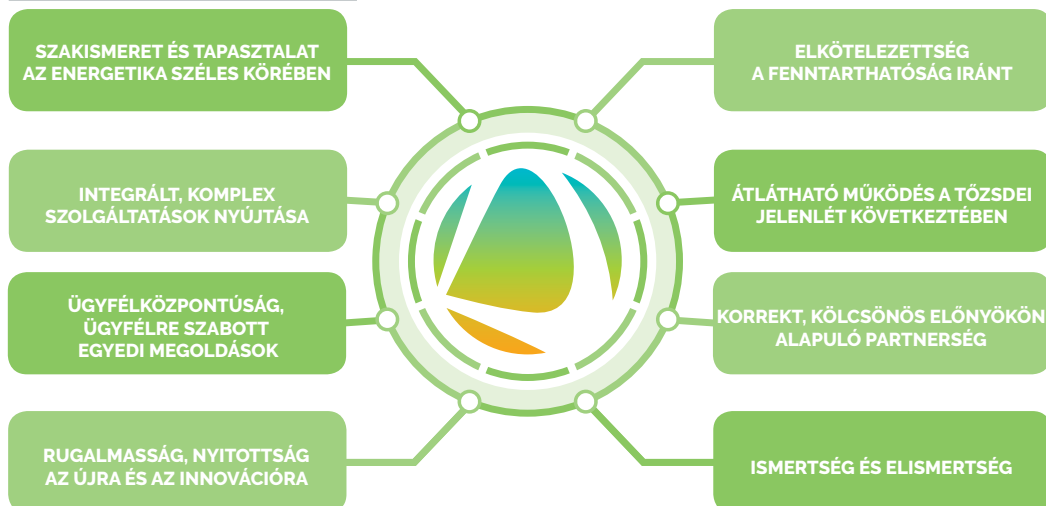 SZAKISMERET ÉS TAPASZTALAT
AZ ENERGETIKA SZÉLES KÖRÉBEN
INTEGRÁLT, KOMPLEX
SZOLGÁLTATÁSOK NYÚJTÁSA
ÜGYFÉLKÖZPONTÚSÁG,
ÜGYFÉLRE SZABOTT
EGYEDI MEGOLDÁSOK
RUGALMASSÁG, NYITOTTSÁG
AZ ÚJRA ÉS AZ INNOVÁCIÓRA
ELKÖTELEZETTSÉG
A FENNTARTHATÓSÁG IRÁNT
ÁTLÁTHATÓ MŰKÖDÉS A TŐZSDEI
JELENLÉT KÖVETKEZTÉBEN
KORREKT, KÖLCSÖNÖS ELŐNYÖKÖN
ALAPULÓ PARTNERSÉG
ISMERTSÉG ÉS ELISMERTSÉG